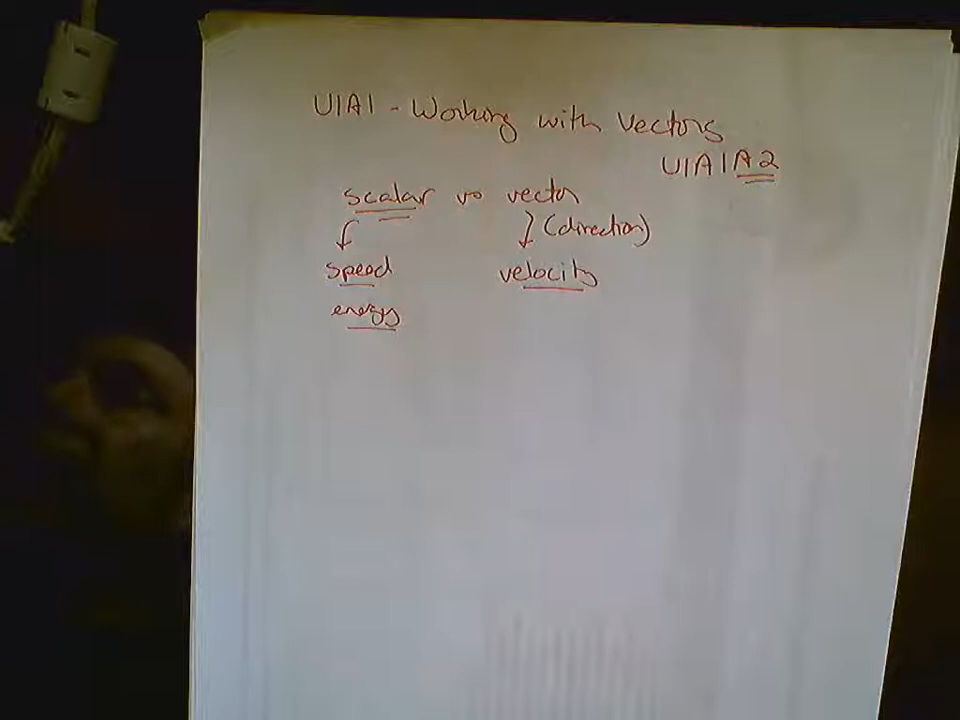 U1A1 - Working with Vectors
U1A1A2
scalar vs vector
(direction)
speed velocity
energy